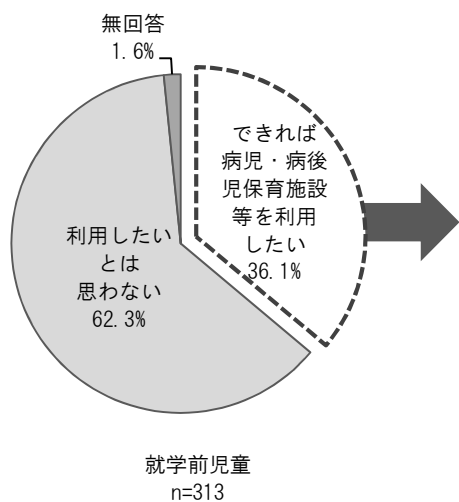 無回答
1.6%
できれば
病児・病後
児保育施設
等を利用
したい
36.1%
利用したい
とは
思わない
62.3%
就学前児童
n=313